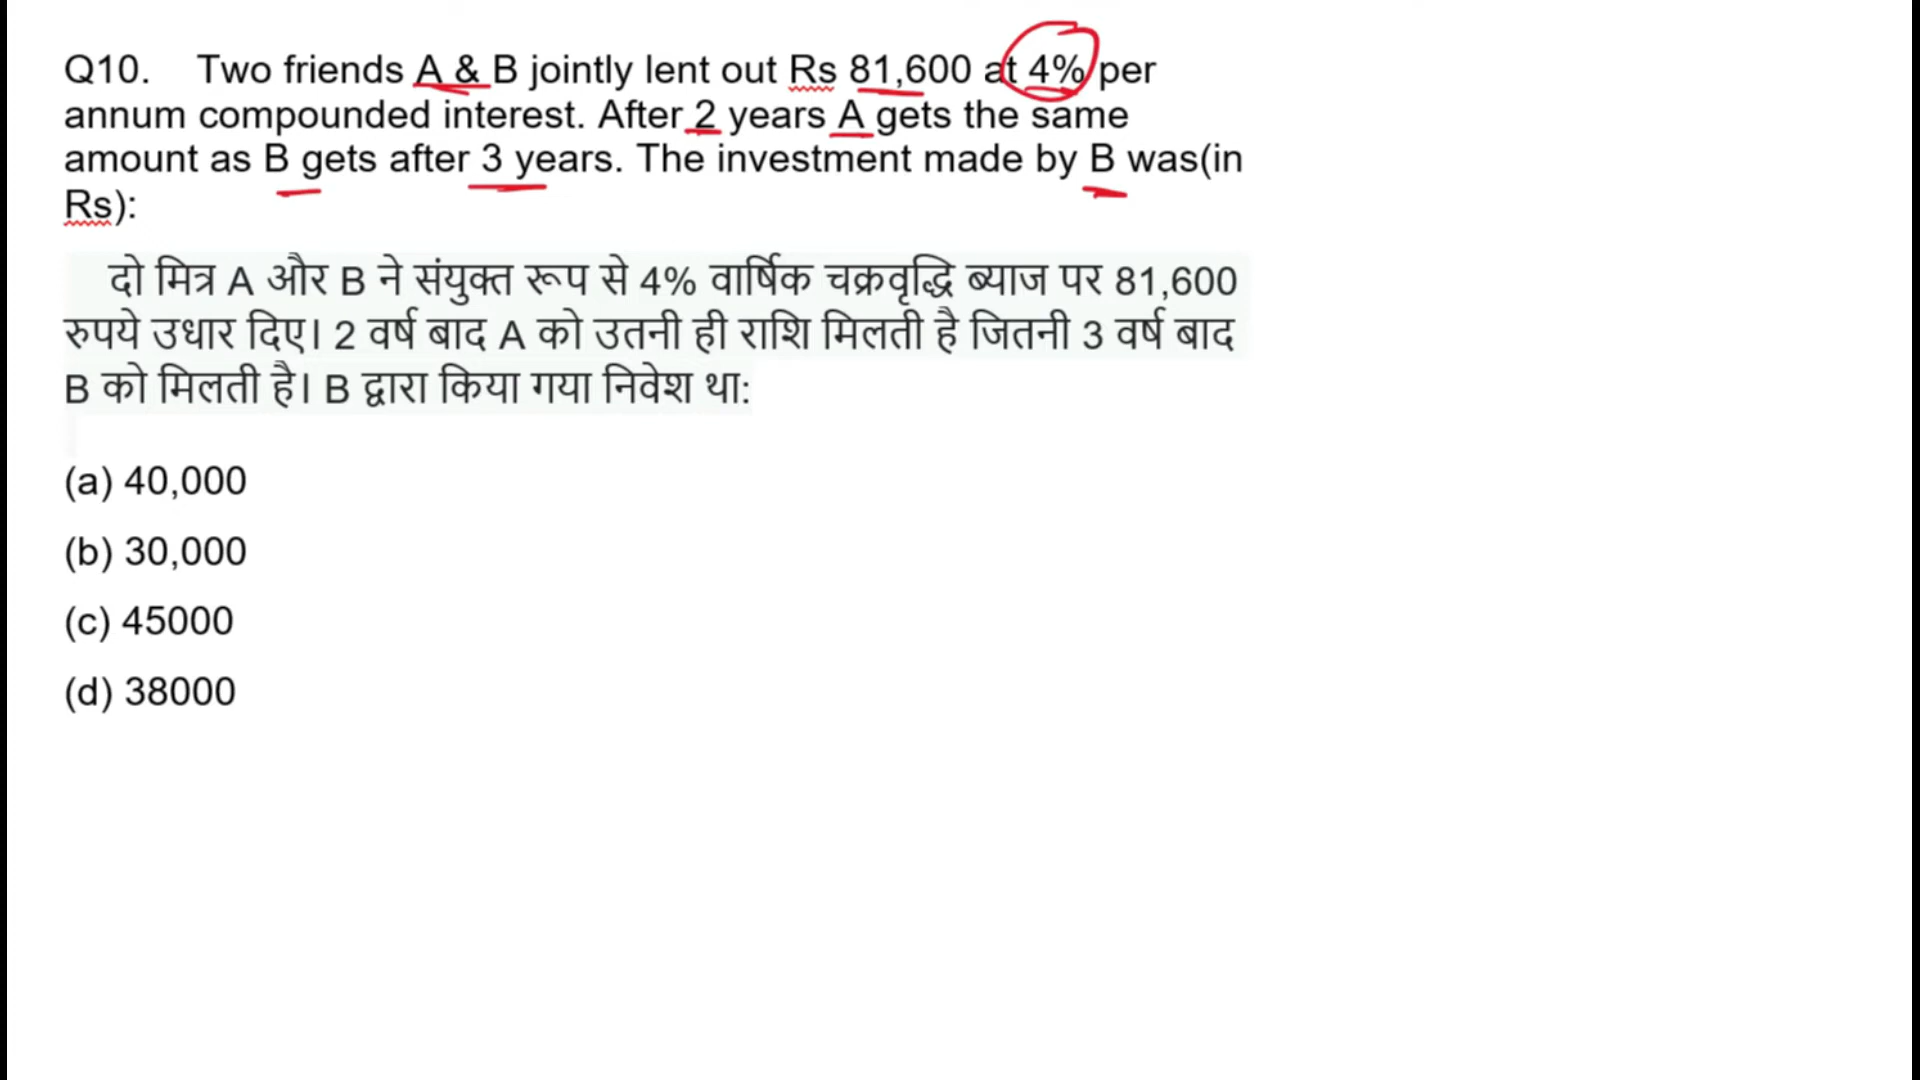 Q10. Two friends A & B jointly lent out Rs 81,600 at 4% per
annum compounded interest. After 2 years A gets the same
amount as B gets after 3 years. The investment made by B was(in
Rs):
दो मित्र A और B ने संयुक्त रूप से 4% वार्षिक चक्रवृद्धि ब्याज पर 81,600
रुपये उधार दिए। 2 वर्ष बाद A को उतनी ही राशि मिलती है जितनी 3 वर्ष बाद
B को मिलती है। B द्वारा किया गया निवेश था:
(a) 40,000
(b) 30,000
(c) 45000
(d) 38000